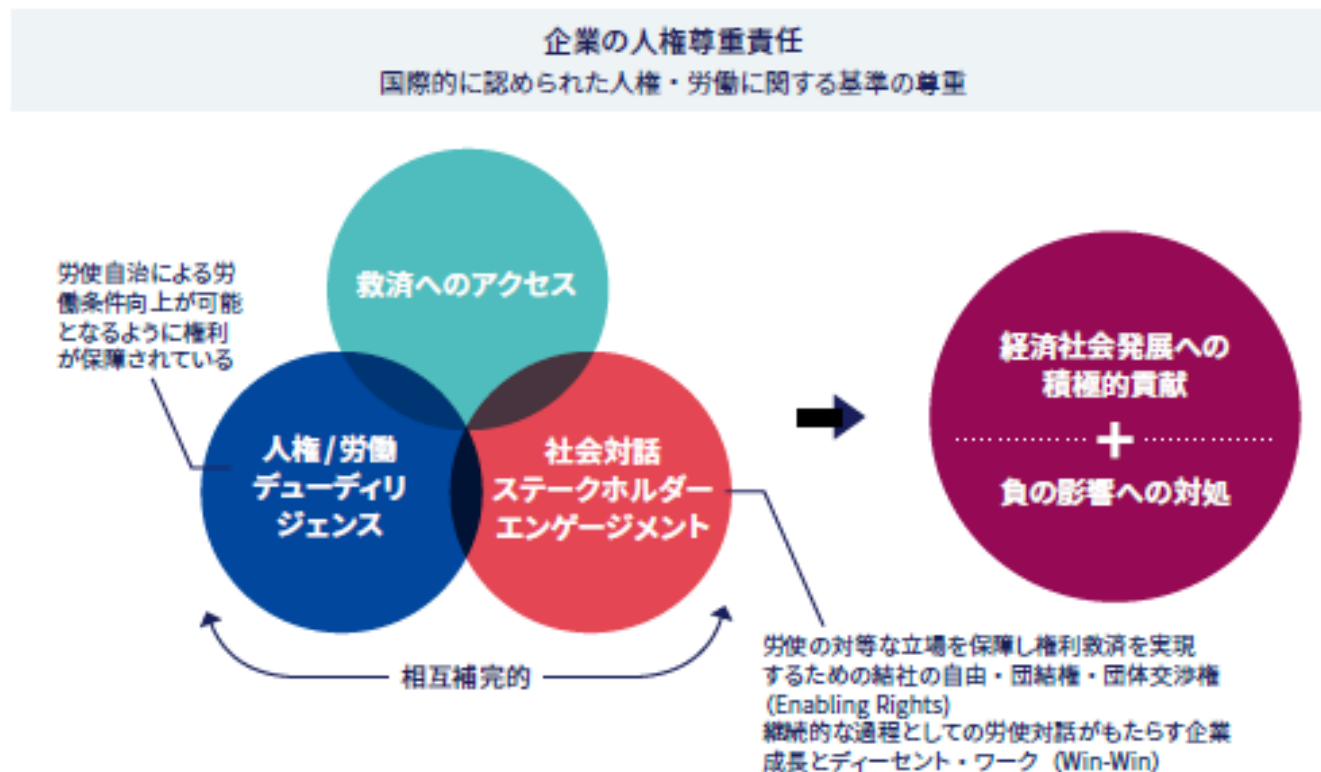 企業の人権尊重責任
国際的に認められた人権・労働に関する基準の尊重
救済へのアクセス
労使自治による労
働条件向上が可能
となるように権利
が保障されている
人権/労働
デューディリ
ジェンス
社会対話
ステークホルダー
エンゲージメント
経済社会発展への
積極的貢献
+
負の影響への対処
相互補完的
労使の対等な立場を保障し権利救済を実現
するための結社の自由・団結権・団体交渉権
(Enabling Rights)
継続的な過程としての労使対話がもたらす企業
成長とディーセント・ワーク (Win-Win)